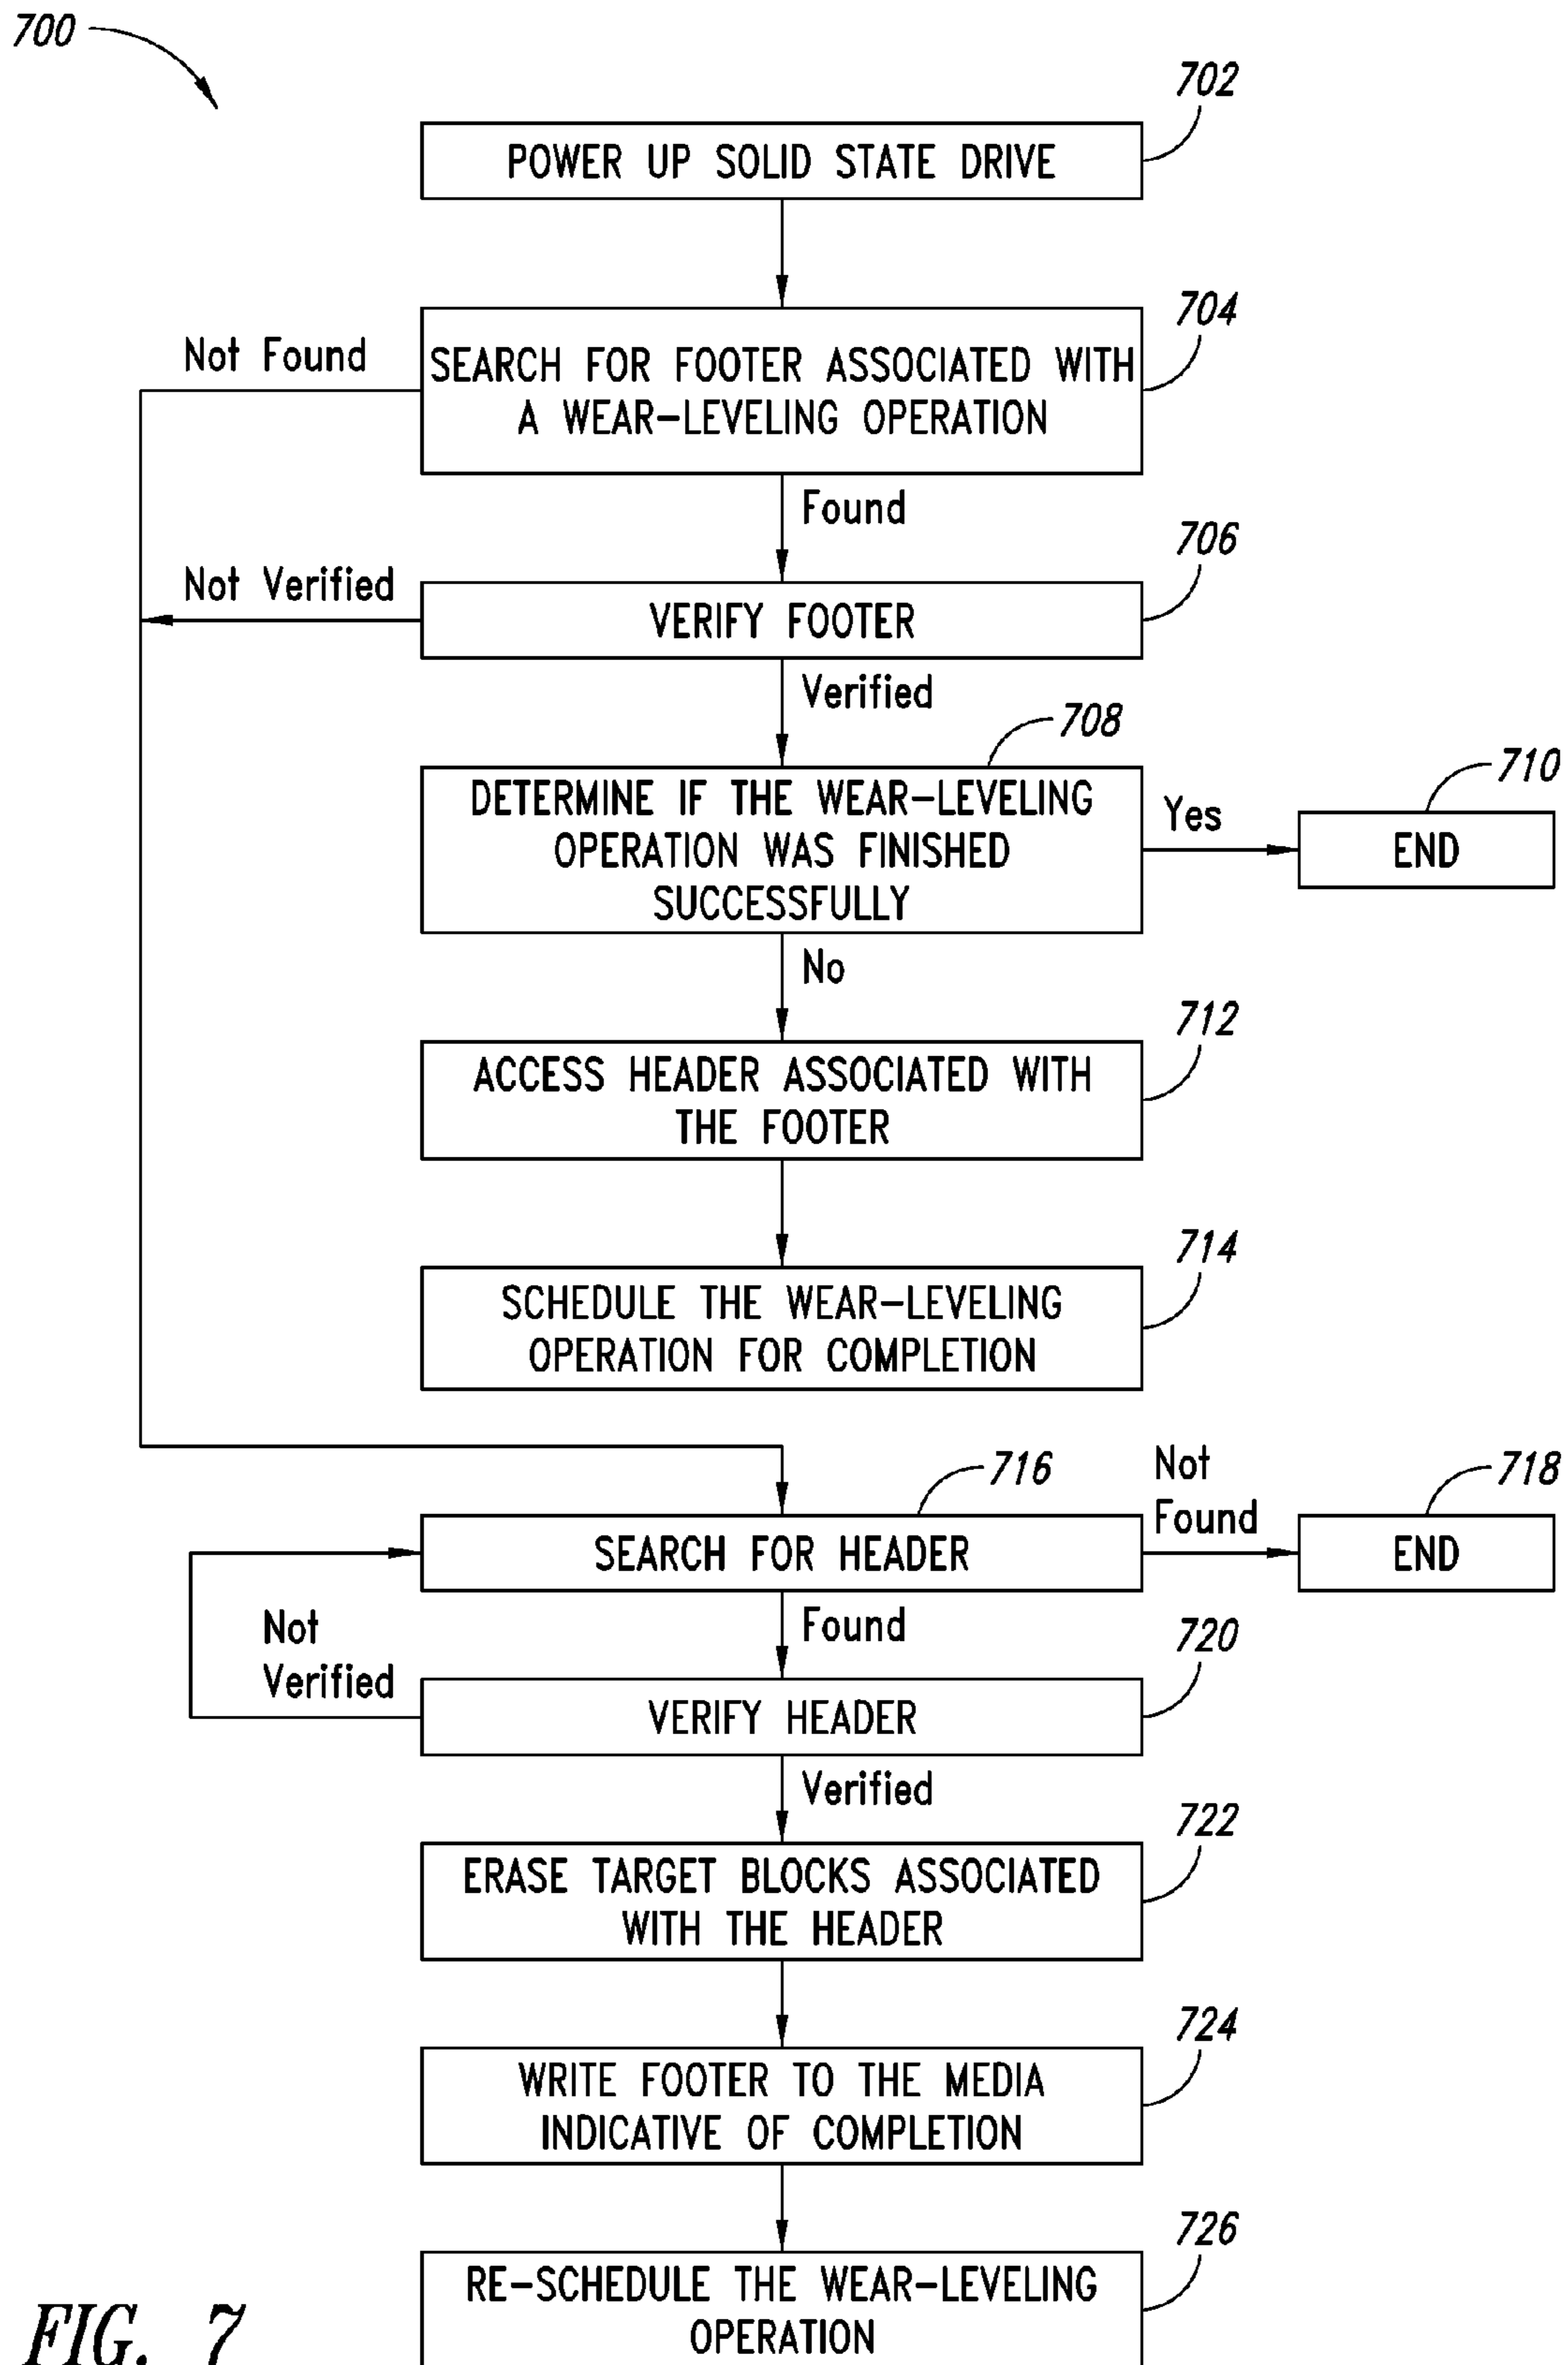 700
702
POWER UP SOLID STATE DRIVE
704
Not Found
SEARCH FOR FOOTER ASSOCIATED WITH
A WEAR-LEVELING OPERATION
Found
706
Not Verified
VERIFY FOOTER
Verified
708
710
DETERMINE IF THE WEAR-LEVELING
OPERATION WAS FINISHED
SUCCESSFULLY
Yes
END
No
712
ACCESS HEADER ASSOCIATED WITH
THE FOOTER
714
SCHEDULE THE WEAR-LEVELING
OPERATION FOR COMPLETION
716
Not
Found
718
SEARCH FOR HEADER
END
Found
Not
Verified
720
VERIFY HEADER
Verified
722
ERASE TARGET BLOCKS ASSOCIATED
WITH THE HEADER
724
WRITE FOOTER TO THE MEDIA
INDICATIVE OF COMPLETION
726
RE-SCHEDULE THE WEAR-LEVELING
OPERATION
FIG. 7